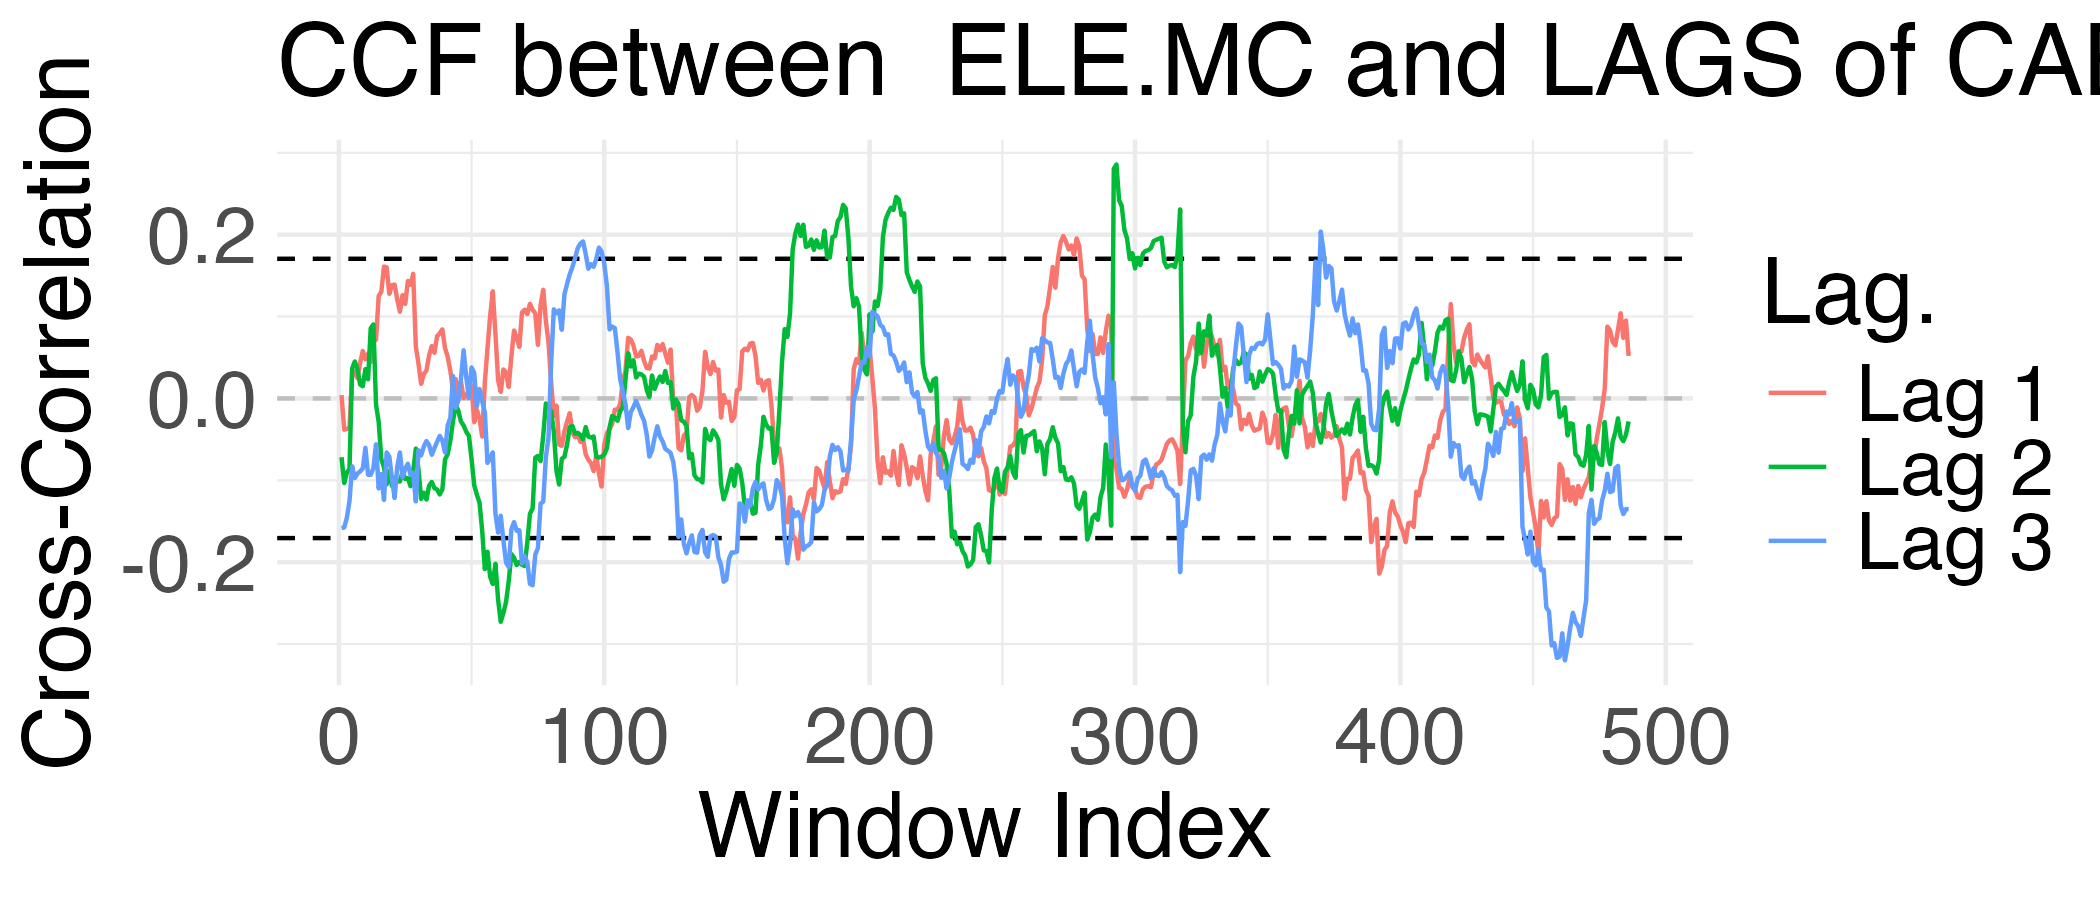 CCF between ELE.MC and LAGS of
Cross-Correlation
0.2
0.0
-0.2
0 100 200 300 400 500
Window Index
Lag.
Lag 1
Lag 2
Lag 3